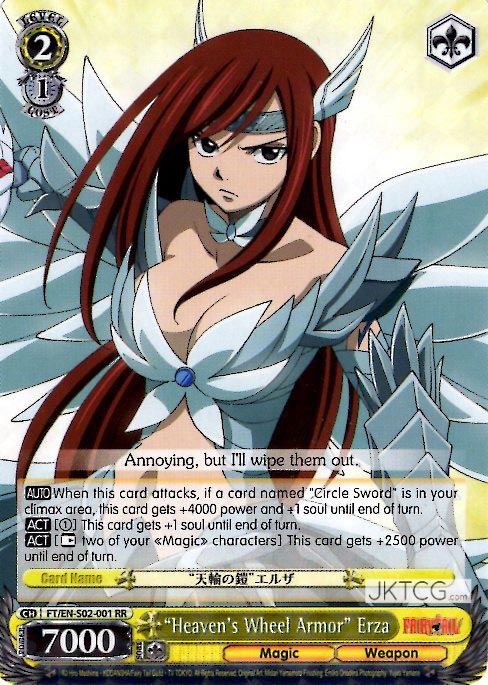 LEVEL
2
1
COST
Annoying, but I'll wipe them out.
AUTO When this card attacks, if a card named "Circle Sword" is in your
climax area, this card gets +4000 power and +1 soul until end of turn.
ACT [①] This card gets +1 soul until end of turn.
ACT [ two of your «Magic» characters] This card gets +2500 power
until end of turn.
Card Name "天輪の鎧"エルザ
JKTCG.com
CH FT/EN-S02-001 RR
POWER 7000 SOUL "Heaven's Wheel Armor" Erza FAIRY TAIL
Magic Weapon